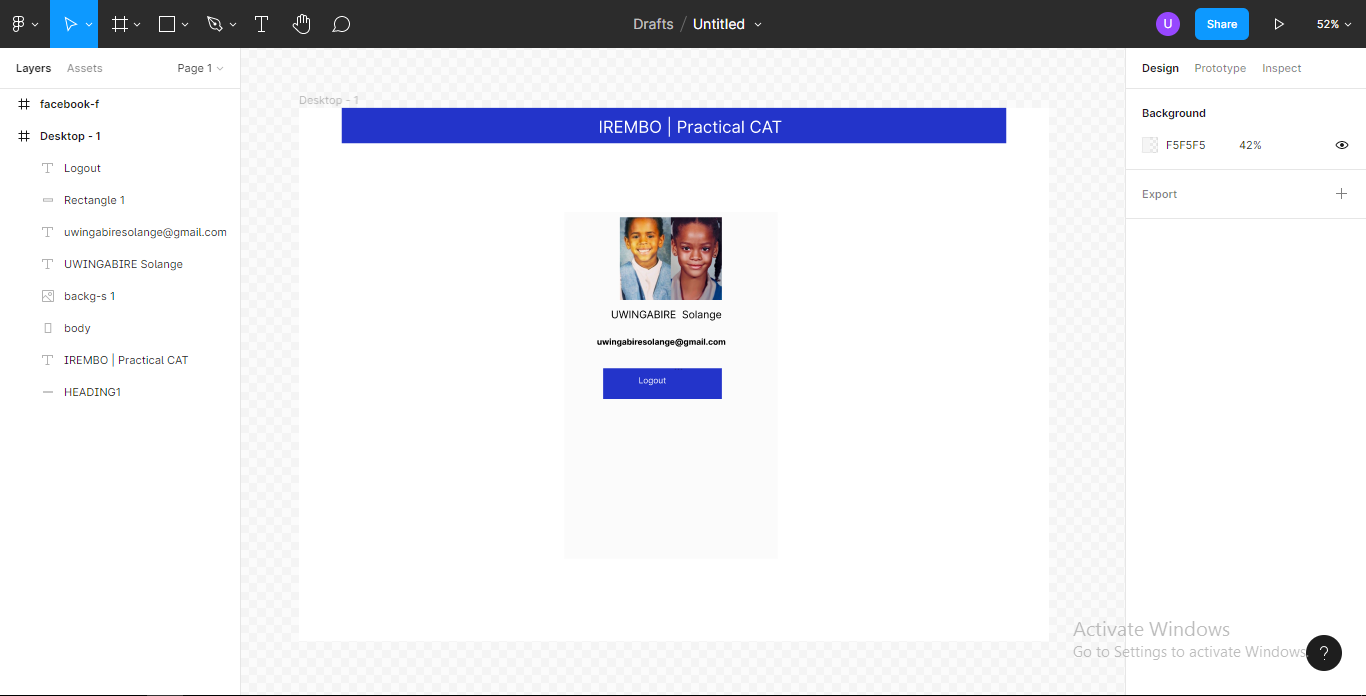 Drafts / Untitled
U
Share
52%
Layers
Assets
Page 1
facebook-f
Desktop - 1
Logout
Rectangle 1
uwingabiresolange@gmail.com
UWINGABIRE Solange
backg-s 1
body
IREMBO | Practical CAT
HEADING1
Desktop - 1
IREMBO | Practical CAT
UWINGABIRE Solange
uwingabiresolange@gmail.com
Logout
Design
Prototype
Inspect
Background
F5F5F5
42%
Export
Activate Windows
Go to Settings to activate Windows.
?